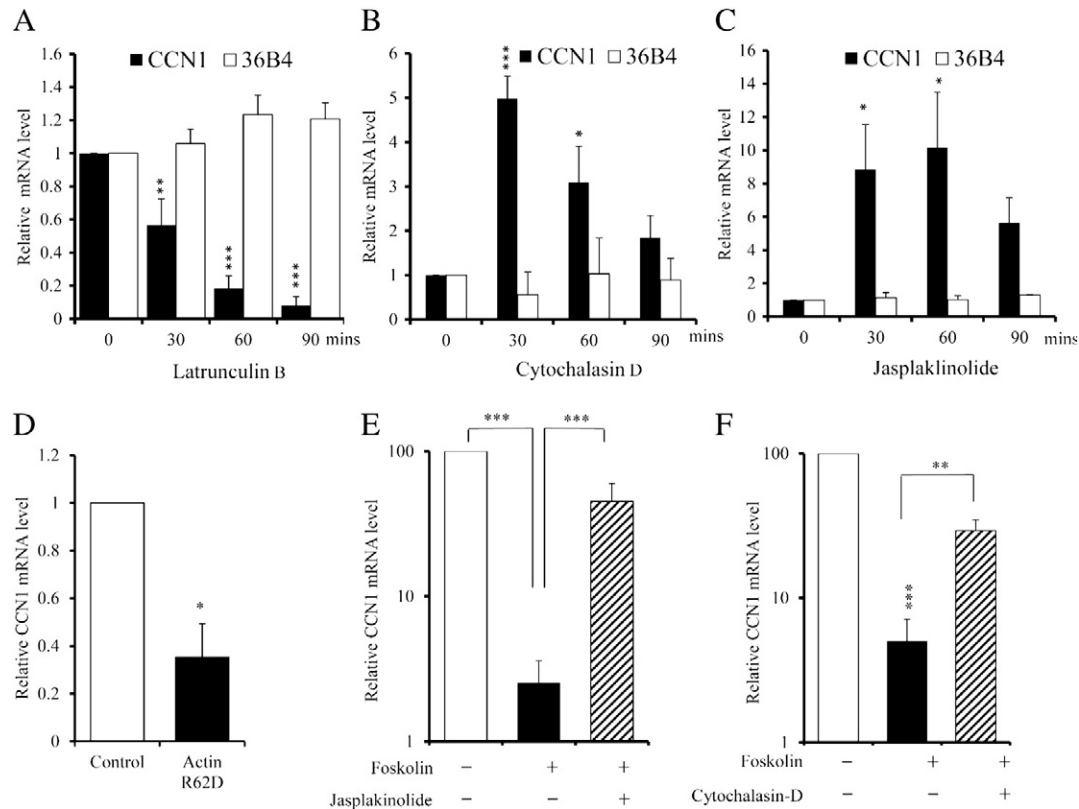 A
CCN1 36B4
Relative mRNA level
1.6
1.4
1.2
1
0.8
0.6
0.4
0.2
0
**
***
***
0 30 60 90 mins
Latrunculin B
B
CCN1 36B4
Relative mRNA level
6
5
4
3
2
1
0
***
*
0 30 60 90
Cytochalasin D
C
CCN1 36B4
Relative mRNA level
16
14
12
10
8
6
4
2
0
*
*
0 30 60 90 mins
Jasplaklinolide
D
Relative CCN1 mRNA level
1.2
1
0.8
0.6
0.4
0.2
0
*
Control Actin
R62D
E
Relative CCN1 mRNA level
*** ***
100
10
1
Foskolin − + +
Jasplakinolide - +
F
Relative CCN1 mRNA level
100
10
1
**
***
Foskolin − + +
Cytochalasin-D − +